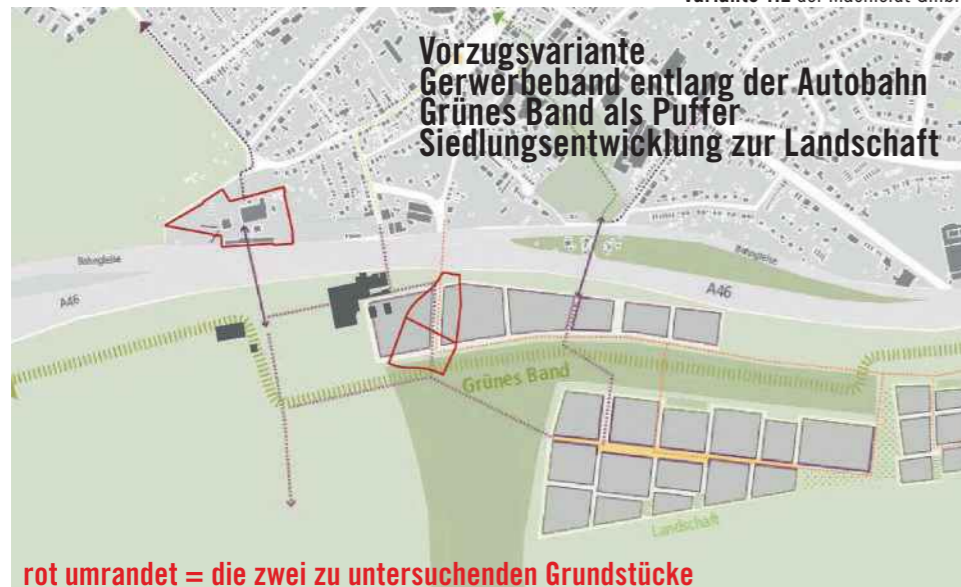 Variante 1.2 der Machleidt GmbH
Vorzugsvariante
Gerwerbeband entlang der Autobahn
Grünes Band als Puffer
Siedlungsentwicklung zur Landschaft
Bahngleise
Bahngleise
A46
A46
Grünes Band
Landschaft
rot umrandet = die zwei zu untersuchenden Grundstücke